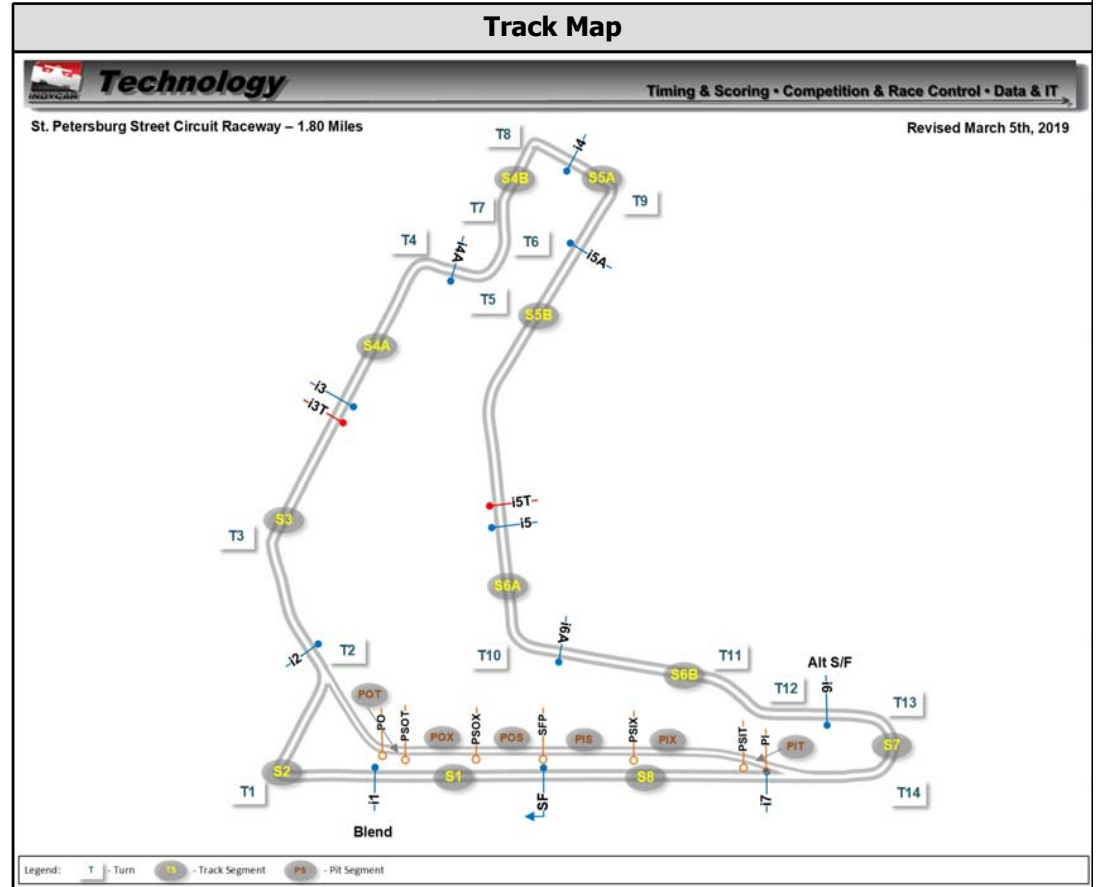 Track Map
INDYCAR
Technology
Timing & Scoring • Competition & Race Control • Data & IT
St. Petersburg Street Circuit Raceway – 1.80 Miles
Revised March 5th, 2019
T8
i4
S4B
S5A
T7
T9
T4
i4A
T6
i5A
T5
S5B
S4A
i3
i3T
i5T
i5
S3
T3
S6A
i2
T2
T10
i6A
S6B
T11
Alt S/F
i6
T12
T13
POT
PO
PSOT
POX
PSOX
POS
SFP
PIS
PSIX
PIX
PSIT
PI
PIT
S7
S2
S1
S8
T1
i1
SF
i7
T14
Blend
Legend:
T - Turn
TS - Track Segment
PS - Pit Segment